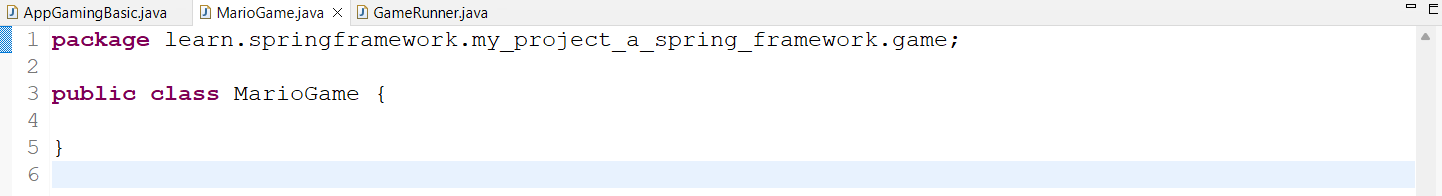 AppGamingBasic.java MarioGame.java GameRunner.java
1 package learn.springframework.my_project_a_spring_framework.game;
2
3 public class MarioGame {
4
5 }
6